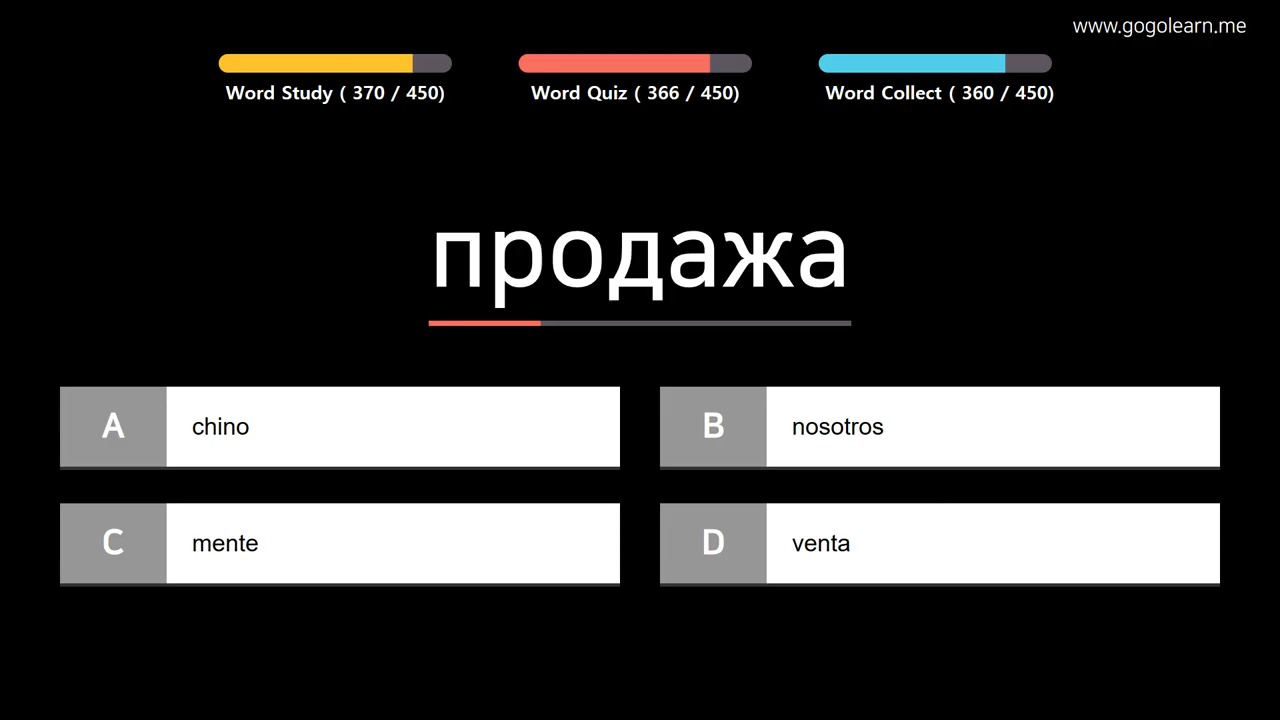 www.gogolearn.me
Word Study ( 370 / 450)
Word Quiz ( 366 / 450)
Word Collect ( 360 / 450)
продажа
A chino
B nosotros
C mente
D venta